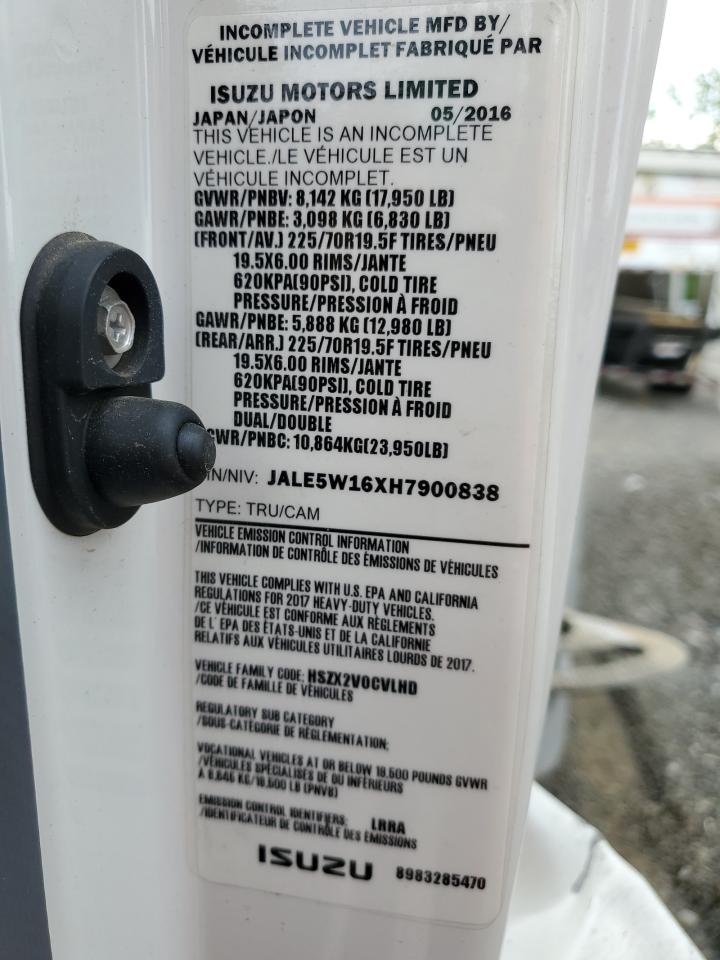 INCOMPLETE VEHICLE MFD BY/
VÉHICULE INCOMPLET FABRIQUÉ PAR
ISUZU MOTORS LIMITED
JAPAN/JAPON 05/2016
THIS VEHICLE IS AN INCOMPLETE
VEHICLE./LE VÉHICULE EST UN
VÉHICULE INCOMPLET.
GVWR/PNBV: 8,142 KG (17,950 LB)
GAWR/PNBE: 3,098 KG (6,830 LB)
(FRONT/AV.) 225/70R19.5F TIRES/PNEU
19.5X6.00 RIMS/JANTE
620KPA(90PSI), COLD TIRE
PRESSURE/PRESSION À FROID
GAWR/PNBE: 5,888 KG (12,980 LB)
(REAR/ARR.) 225/70R19.5F TIRES/PNEU
19.5X6.00 RIMS/JANTE
620KPA(90PSI), COLD TIRE
PRESSURE/PRESSION À FROID
DUAL/DOUBLE
CWR/PNBC: 10,864KG(23,950LB)
IN/NIV: JALE5W16XH7900838
TYPE: TRU/CAM
VEHICLE EMISSION CONTROL INFORMATION
/INFORMATION DE CONTRÔLE DES ÉMISSIONS DE VÉHICULES
THIS VEHICLE COMPLIES WITH U.S. EPA AND CALIFORNIA
REGULATIONS FOR 2017 HEAVY-DUTY VEHICLES.
/CE VÉHICULE EST CONFORME AUX RÈGLEMENTS
DE L'EPA DES ÉTATS-UNIS ET DE LA CALIFORNIE
RELATIFS AUX VÉHICULES UTILITAIRES LOURDS DE 2017.
VEHICLE FAMILY CODE: HSZX2VOCVLHD
/CODE DE FAMILLE DE VÉHICULES
REGULATORY SUB CATEGORY
/SOUS-CATÉGORIE DE RÉGLEMENTATION:
VOCATIONAL VEHICLES AT OR BELOW 19,500 POUNDS GVWR
/VÉHICULES SPÉCIALISÉS DE OU INFÉRIEURS
À 8,845 KG/19,500 LB (PNVB)
EMISSION CONTROL IDENTIFIERS: LRRA
/IDENTIFICATEUR DE CONTRÔLE DES ÉMISSIONS
ISUZU 8983285470